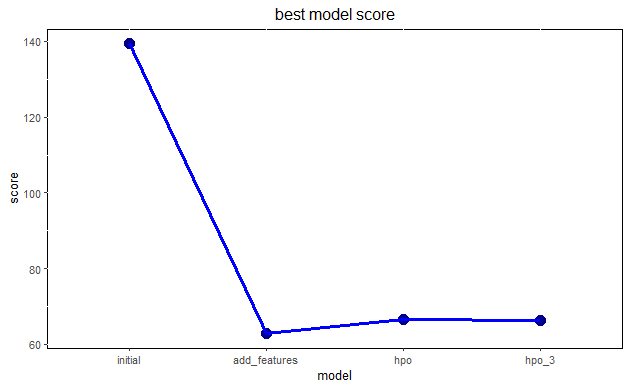 best model score
140
120
100
80
60
score
initial
add_features
hpo
hpo_3
model